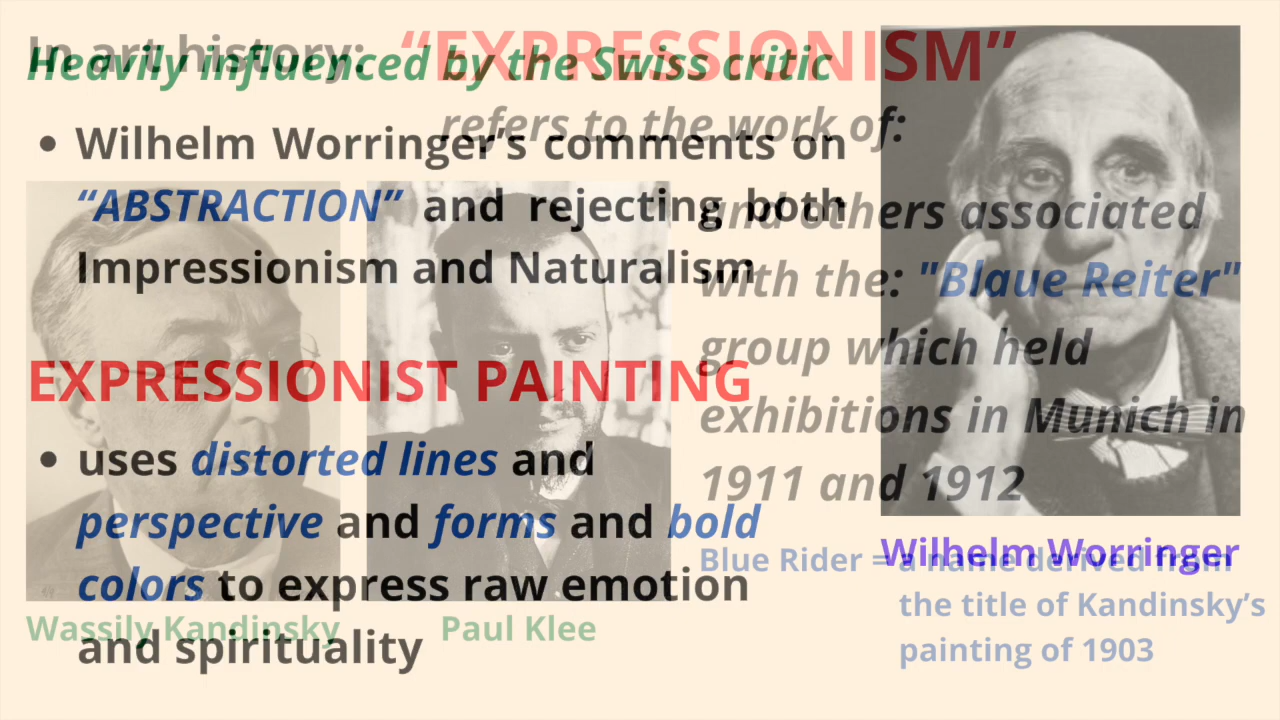 In art history: “EXPRESSIONISM”
refers to the work of:
and others associated
with the: "Blaue Reiter"
group which held
exhibitions in Munich in
1911 and 1912
Blue Rider = a name derived from
the title of Kandinsky’s
painting of 1903
Wassily Kandinsky
Paul Klee
Heavily influenced by the Swiss critic
• Wilhelm Worringer’s comments on
“ABSTRACTION” and rejecting both
Impressionism and Naturalism
EXPRESSIONIST PAINTING
• uses distorted lines and
perspective and forms and bold
colors to express raw emotion
and spirituality
Wilhelm Worringer